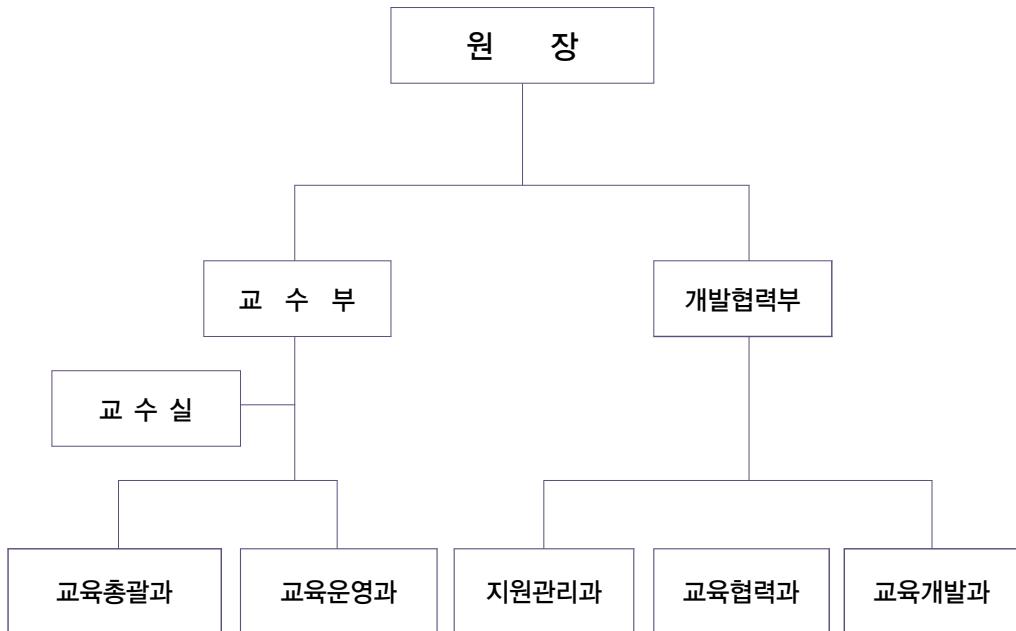 원 장
교 수 부
개발협력부
교 수 실
교육총괄과
교육운영과
지원관리과
교육협력과
교육개발과